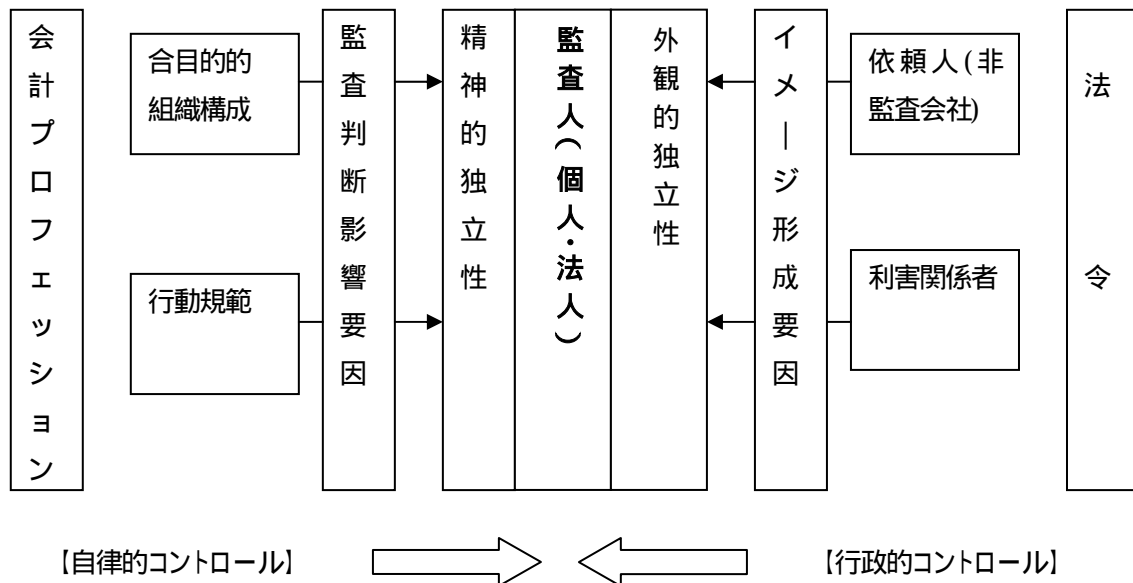 会計プロフェッション
合目的的
組織構成
行動規範
監査判断影響要因
精神的独立性
監査人(個人・法人)
外観的独立性
イメージ形成要因
依頼人(非
監査会社)
利害関係者
法令
【自律的コントロール】
【行政的コントロール】